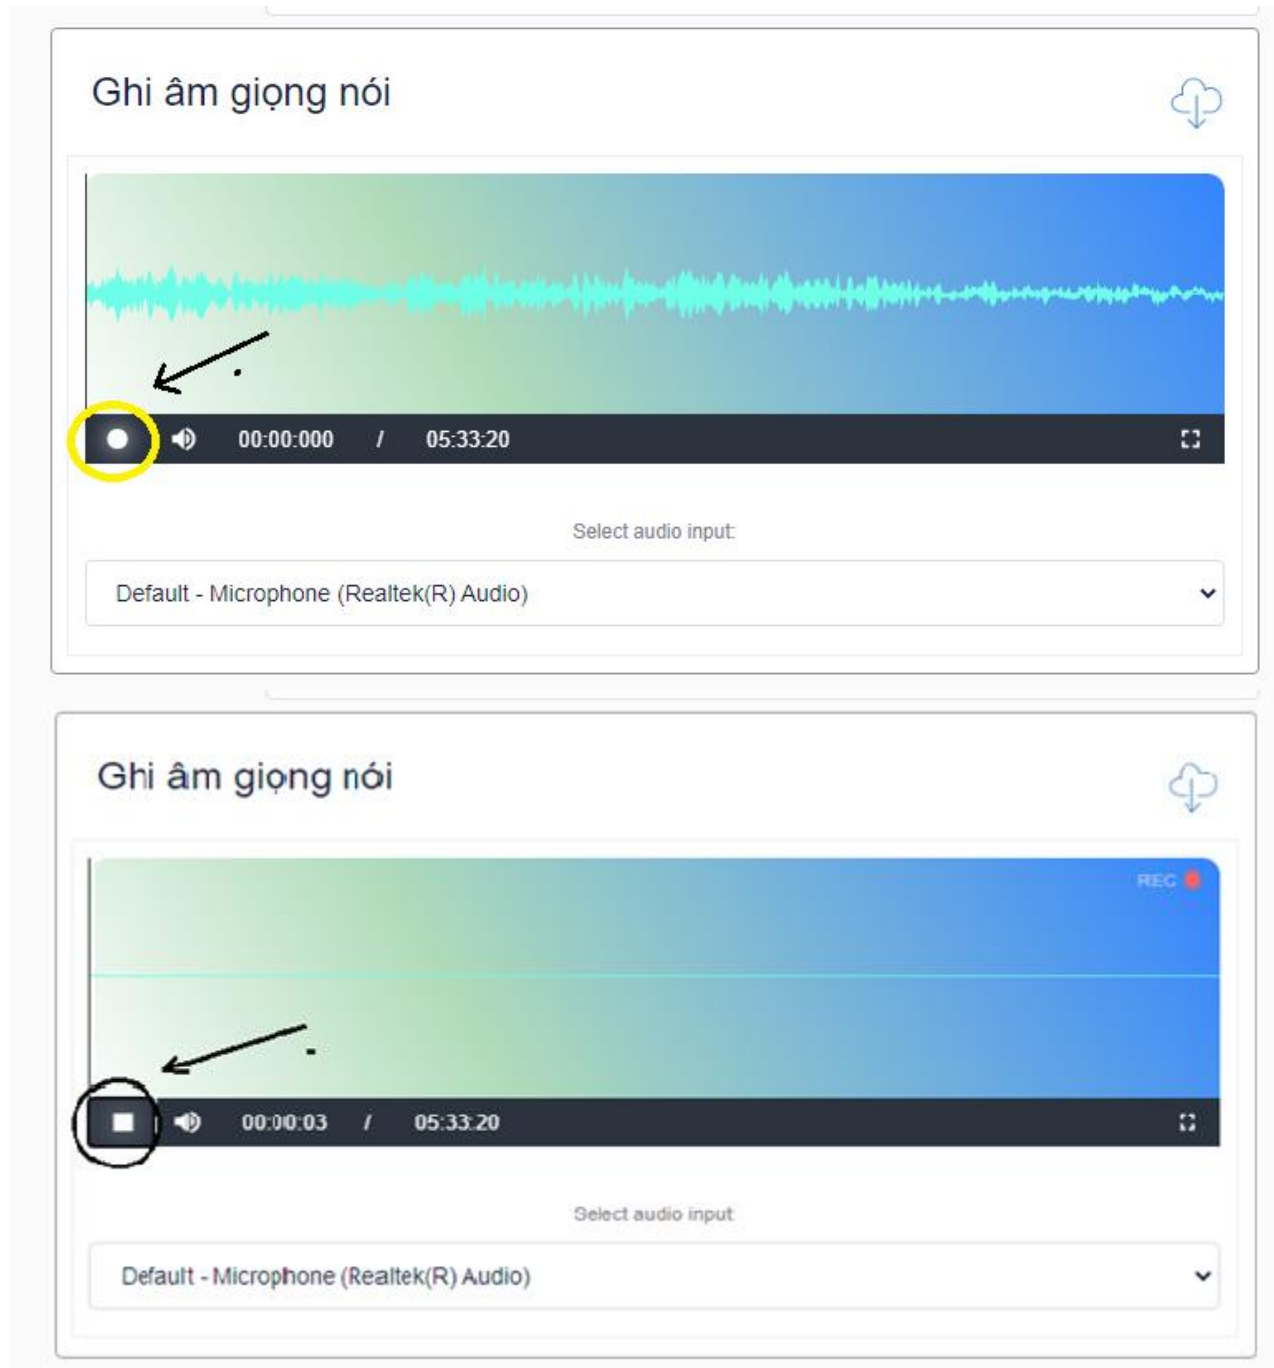 Ghi âm giọng nói
00:00:000 / 05:33:20
Select audio input:
Default - Microphone (Realtek(R) Audio)
Ghi âm giọng nói
REC
00:00:03 / 05:33:20
Select audio input
Default - Microphone (Realtek(R) Audio)